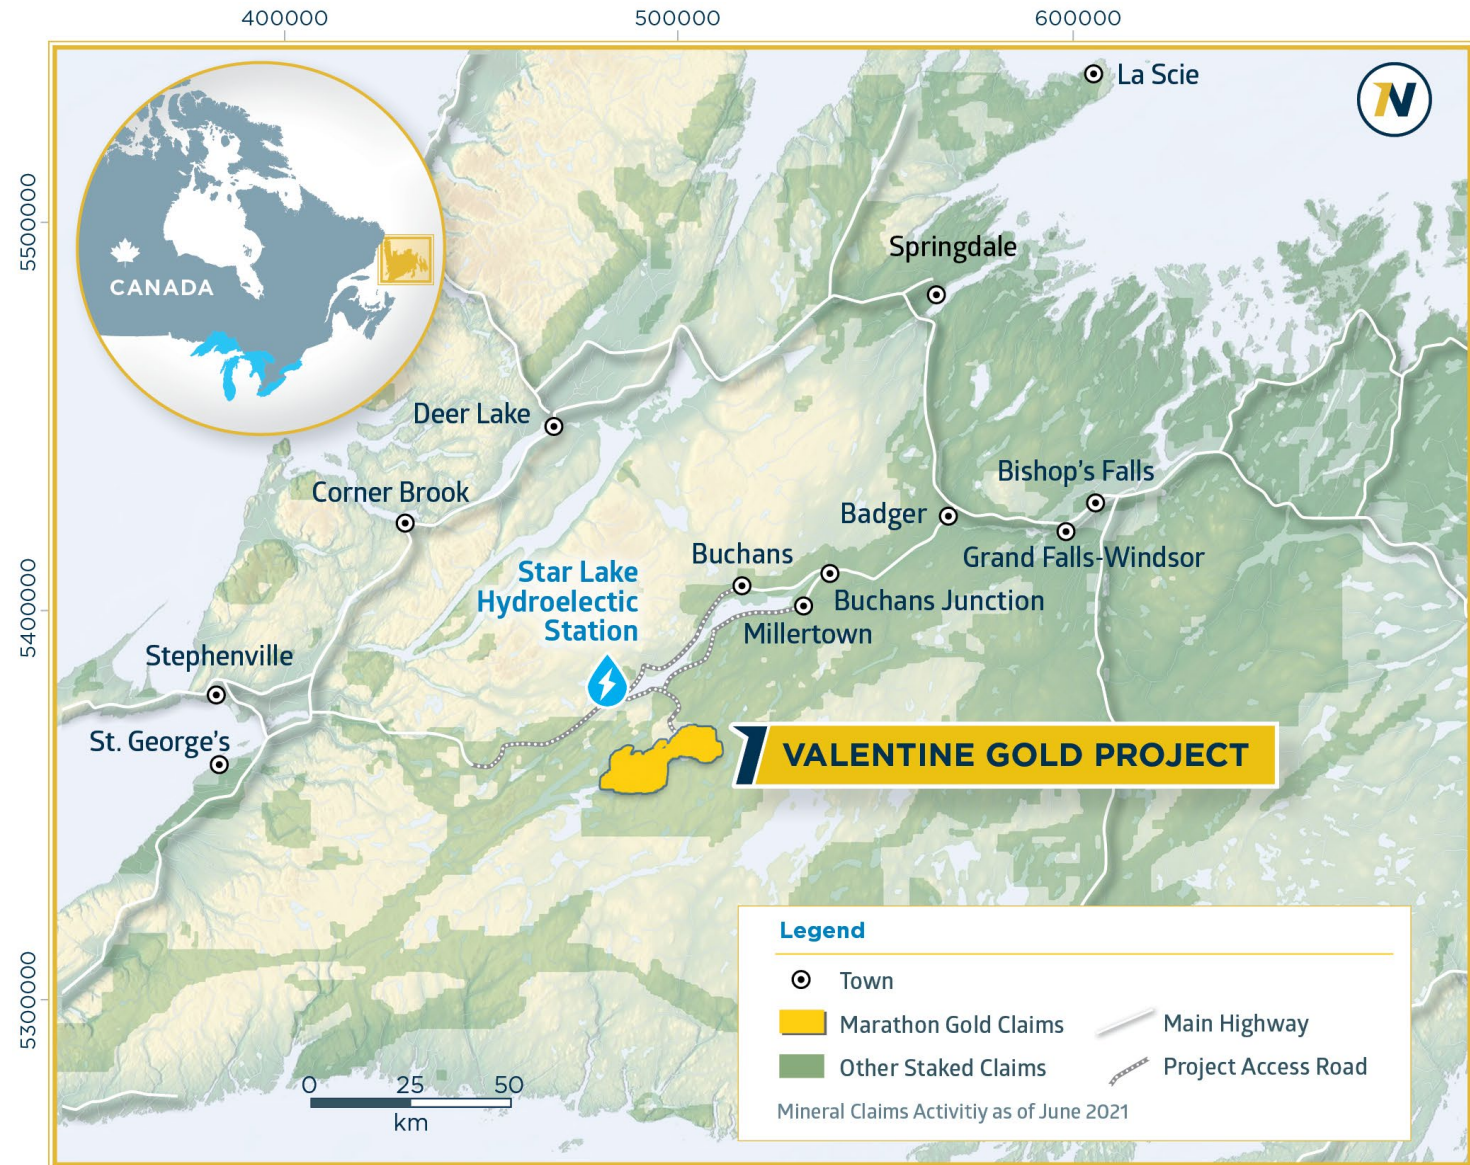 400000
500000
600000
La Scie
N
5500000
CANADA
Springdale
Deer Lake
Corner Brook
Bishop's Falls
Badger
Grand Falls-Windsor
Buchans
Star Lake
Hydroelectic
Station
Buchans Junction
Millertown
5400000
Stephenville
St. George's
VALENTINE GOLD PROJECT
5300000
Legend
Town
Marathon Gold Claims
Main Highway
Other Staked Claims
Project Access Road
Mineral Claims Activitiy as of June 2021
0 25 50
km